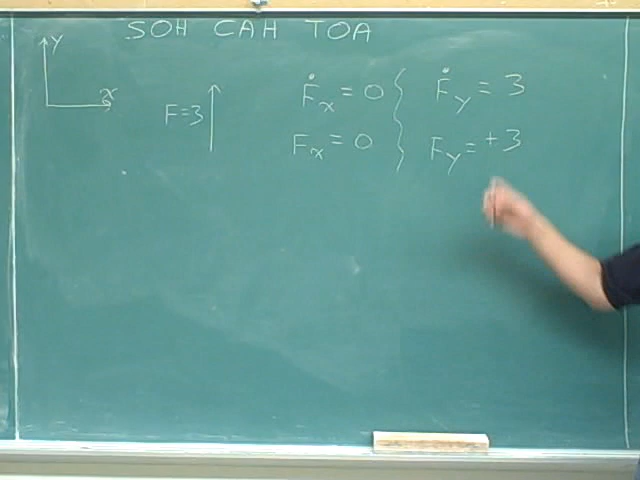 SOH CAH TOA
Y
x
F=3
Ḟx = 0
Ḟy = 3
Fx = 0
Fy = +3